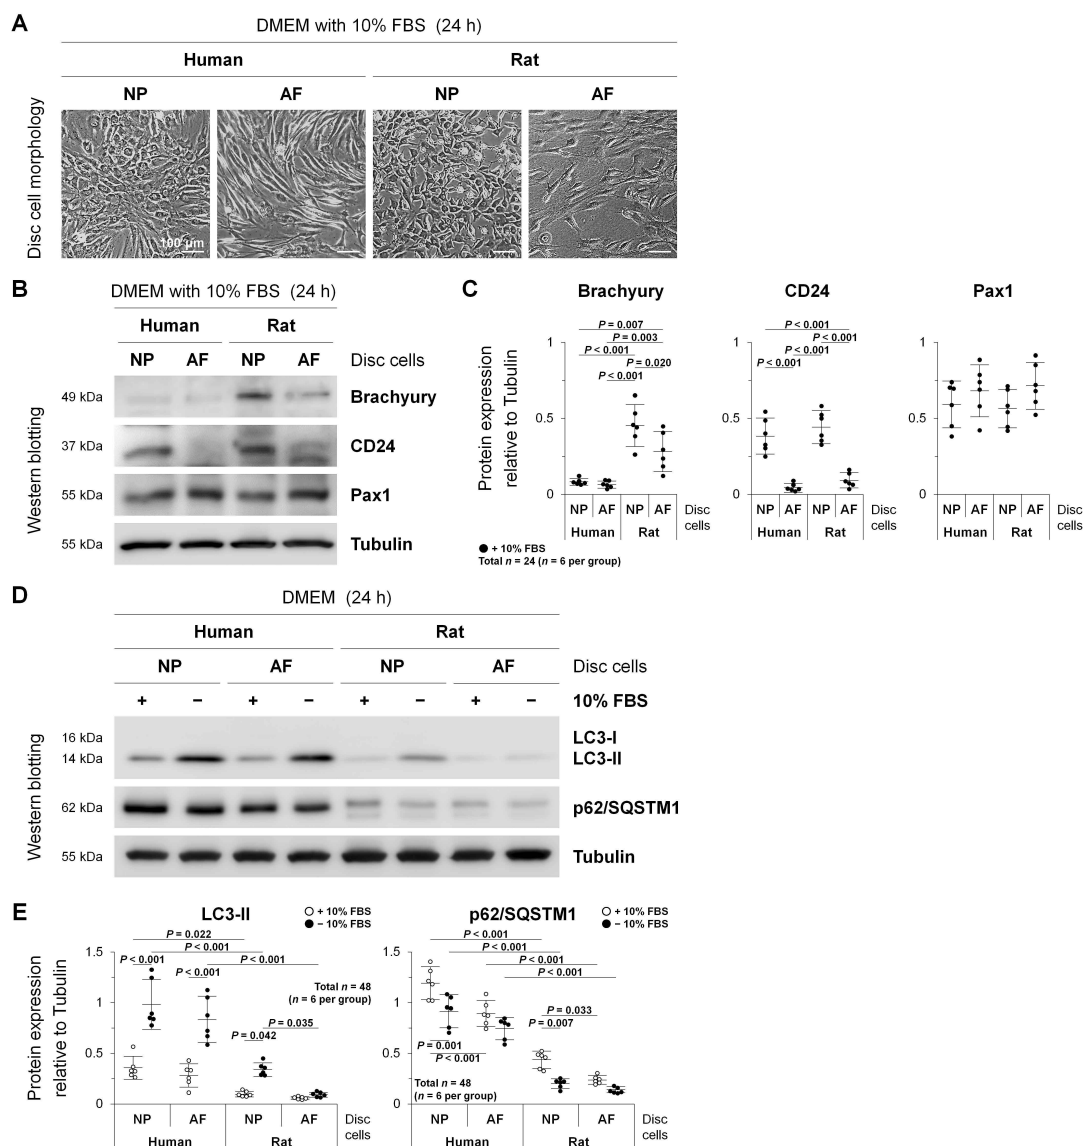 A
DMEM with 10% FBS (24 h)
Human
Rat
NP
AF
NP
AF
Disc cell morphology
100 μm
B
DMEM with 10% FBS (24 h)
Human
Rat
NP
AF
NP
AF
Disc cells
Western blotting
49 kDa
Brachyury
37 kDa
CD24
55 kDa
Pax1
55 kDa
Tubulin
C
Brachyury
CD24
Pax1
Protein expression
relative to Tubulin
P = 0.007
P = 0.003
P < 0.001
P = 0.020
P < 0.001
1
0.5
0
NP
AF
NP
AF
Disc
cells
Human
Rat
P < 0.001
P < 0.001
P < 0.001
P < 0.001
1
0.5
0
NP
AF
NP
AF
Disc
cells
Human
Rat
1
0.5
0
NP
AF
NP
AF
Disc
cells
Human
Rat
+ 10% FBS
Total n = 24 (n = 6 per group)
D
DMEM (24 h)
Human
Rat
NP
AF
NP
AF
Disc cells
+
−
+
−
+
−
+
−
10% FBS
Western blotting
16 kDa
LC3-I
14 kDa
LC3-II
62 kDa
p62/SQSTM1
55 kDa
Tubulin
E
LC3-II
+ 10% FBS
− 10% FBS
Protein expression
relative to Tubulin
P = 0.022
P < 0.001
P < 0.001
P < 0.001
P < 0.001
Total n = 48
(n = 6 per group)
P = 0.035
P = 0.042
1.5
1
0.5
0
NP
AF
NP
AF
Disc
cells
Human
Rat
p62/SQSTM1
+ 10% FBS
− 10% FBS
P < 0.001
P < 0.001
P < 0.001
P < 0.001
P = 0.033
P = 0.007
P = 0.001
P < 0.001
Total n = 48
(n = 6 per group)
1.5
1
0.5
0
NP
AF
NP
AF
Disc
cells
Human
Rat